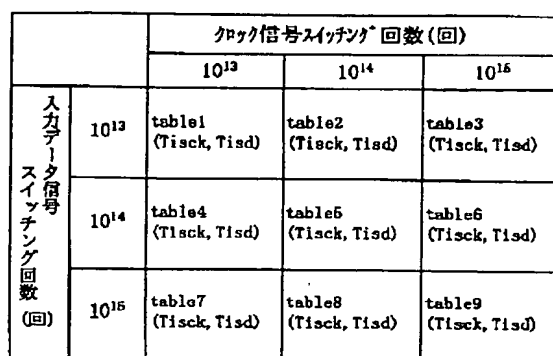 クロック信号スイッチング回数(回)
10¹³ 10¹⁴ 10¹⁵
入力データ信号
スイッチング回数
(回)
10¹³ table1 table2 table3
(Tisck, Tisd) (Tisck, Tisd) (Tisck, Tisd)
10¹⁴ table4 table5 table6
(Tisck, Tisd) (Tisck, Tisd) (Tisck, Tisd)
10¹⁵ table7 table8 table9
(Tisck, Tisd) (Tisck, Tisd) (Tisck, Tisd)